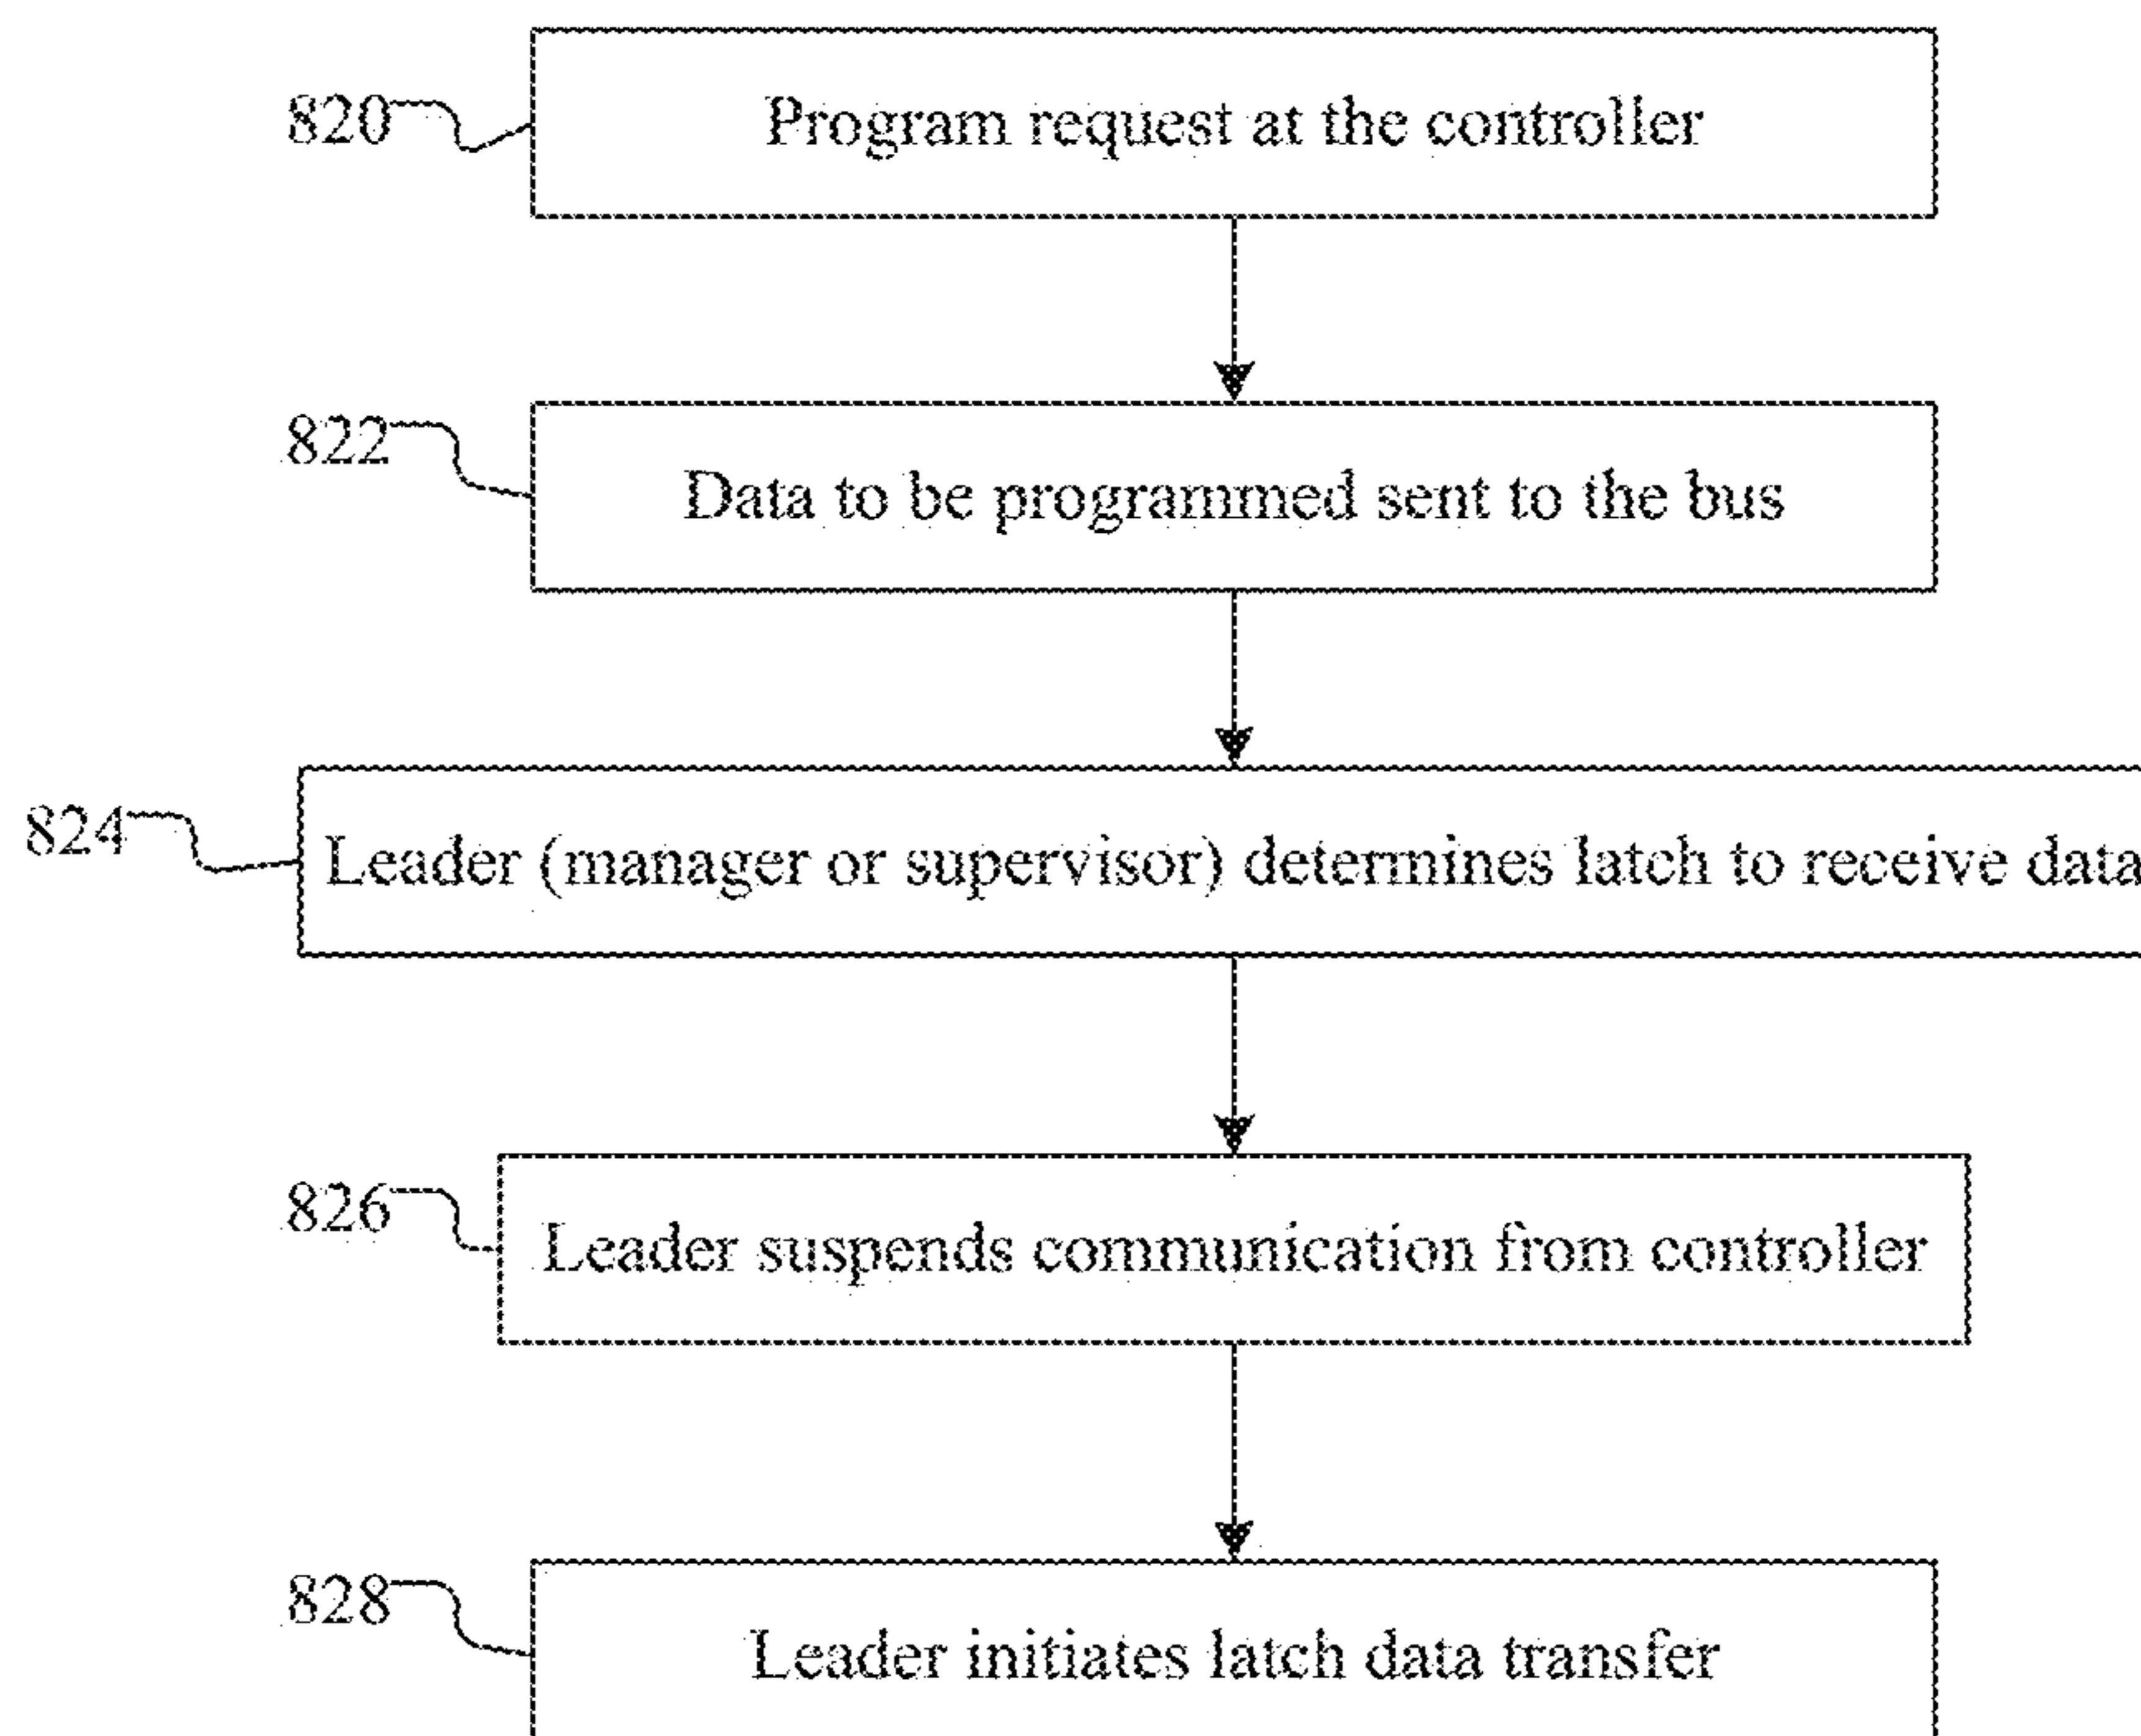 820
Program request at the controller
822
Data to be programmed sent to the bus
824
Leader (manager or supervisor) determines latch to receive data
826
Leader suspends communication from controller
828
Leader initiates latch data transfer